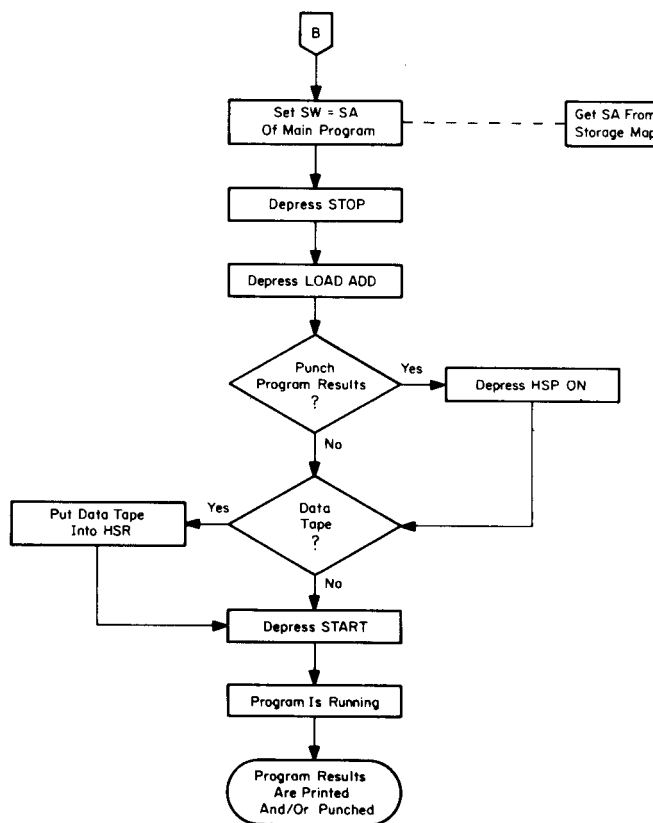 B
Set SW = SA
Of Main Program
Get SA From
Storage Map
Depress STOP
Depress LOAD ADD
Punch
Program Results
?
Yes
Depress HSP ON
No
Data
Tape
?
Yes
Put Data Tape
Into HSR
No
Depress START
Program Is Running
Program Results
Are Printed
And/Or Punched